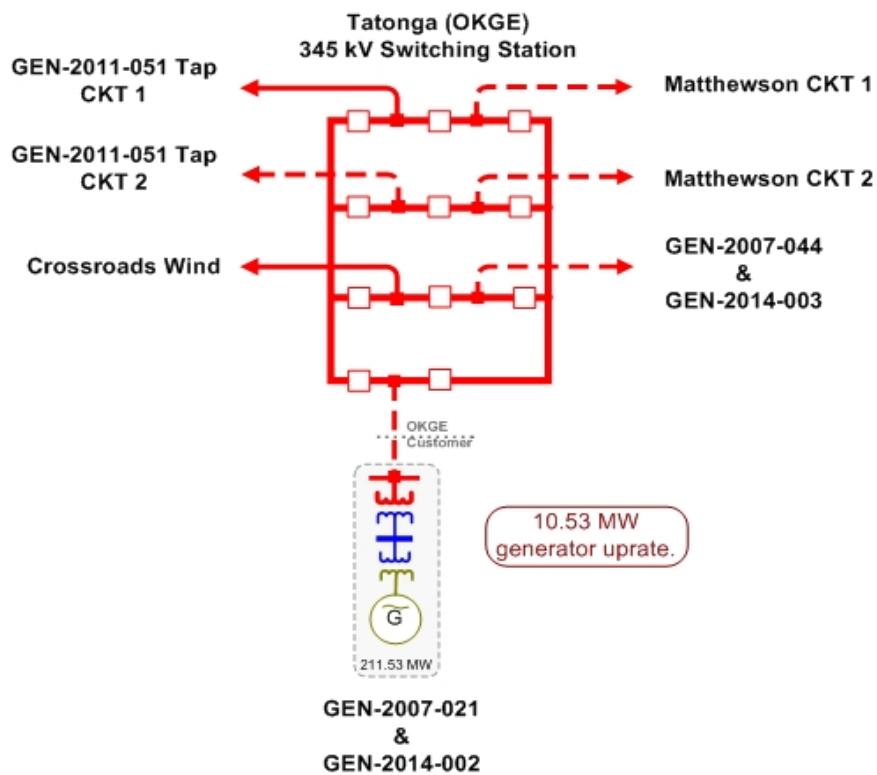 Tatonga (OKGE)
345 kV Switching Station
GEN-2011-051 Tap
CKT 1
Matthewson CKT 1
GEN-2011-051 Tap
CKT 2
Matthewson CKT 2
Crossroads Wind
GEN-2007-044
&
GEN-2014-003
OKGE
Customer
10.53 MW
generator uprate.
G
211.53 MW
GEN-2007-021
&
GEN-2014-002